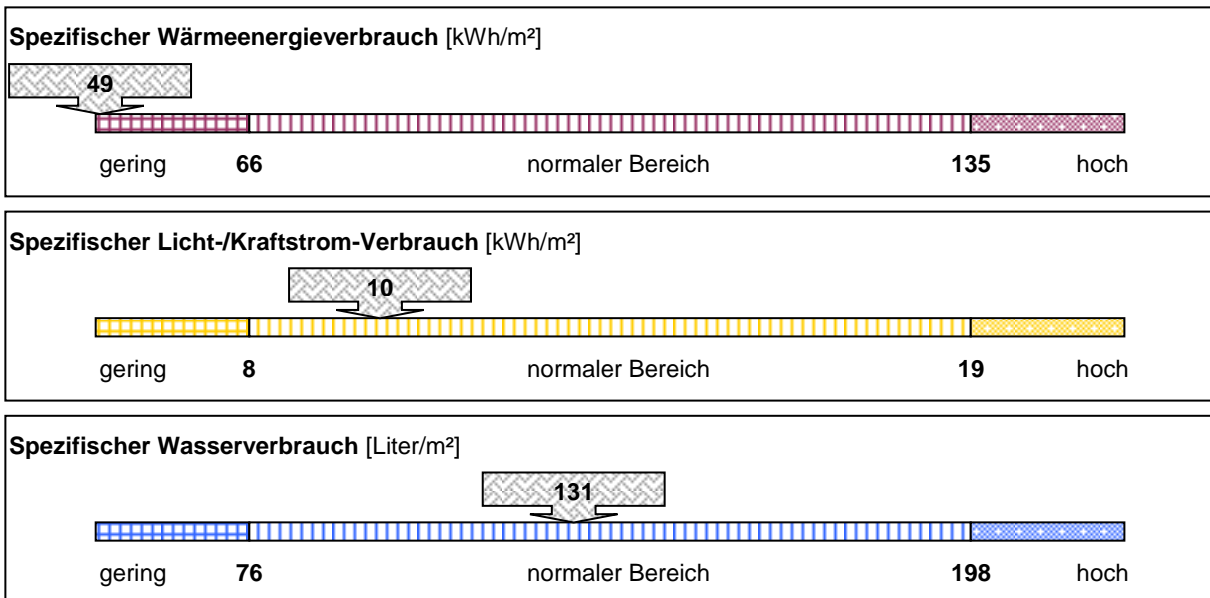 Spezifischer Wärmeenergieverbrauch [kWh/m²]
49
gering 66 normaler Bereich 135 hoch
Spezifischer Licht-/Kraftstrom-Verbrauch [kWh/m²]
10
gering 8 normaler Bereich 19 hoch
Spezifischer Wasserverbrauch [Liter/m²]
131
gering 76 normaler Bereich 198 hoch